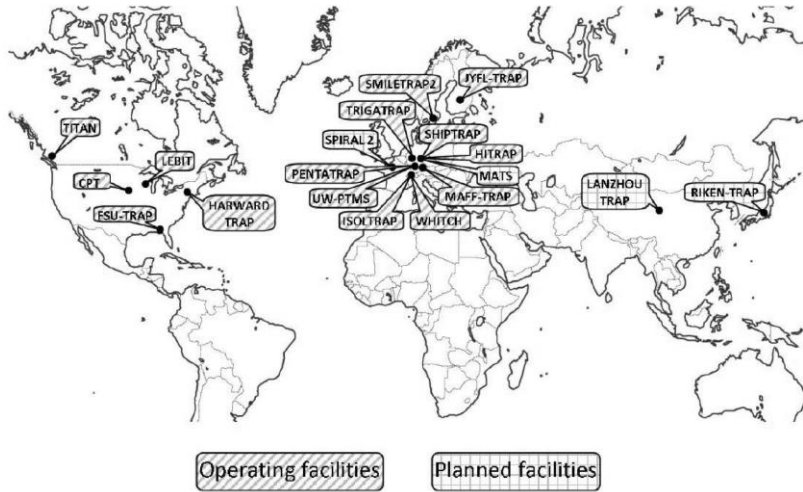 SMILETRAP2
JYFL-TRAP
TRIGATRAP
TITAN
SPIRAL 2
SHIPTRAP
LEBIT
HITRAP
CPT
PENTATRAP
MATS
HARWARD
TRAP
UW-PTMS
MAFF-TRAP
LANZHOU
TRAP
RIKEN-TRAP
FSU-TRAP
ISOLTRAP
WHITCH
Operating facilities
Planned facilities